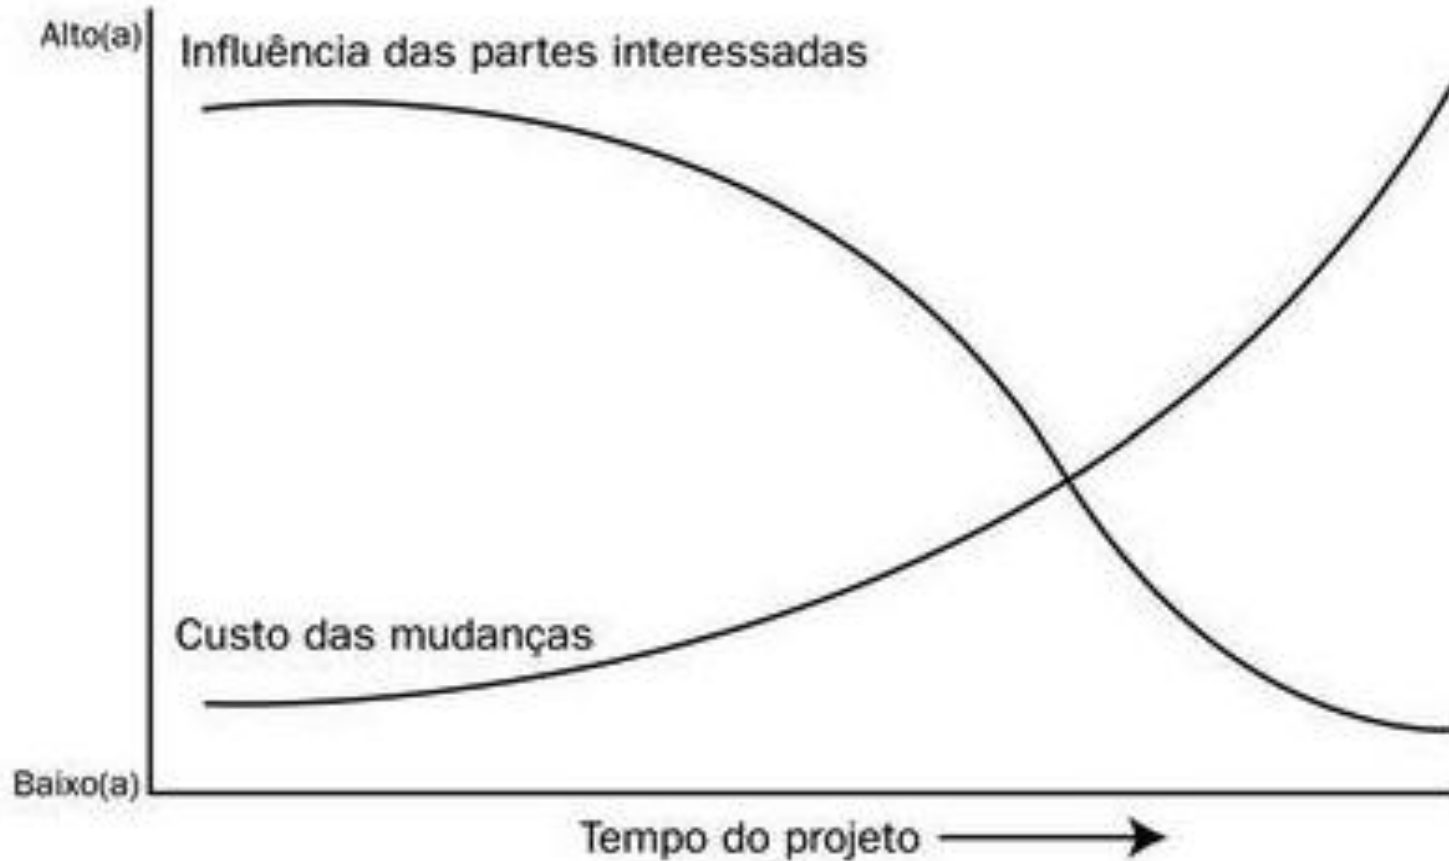 Alto(a)
Influência das partes interessadas
Custo das mudanças
Baixo(a)
Tempo do projeto